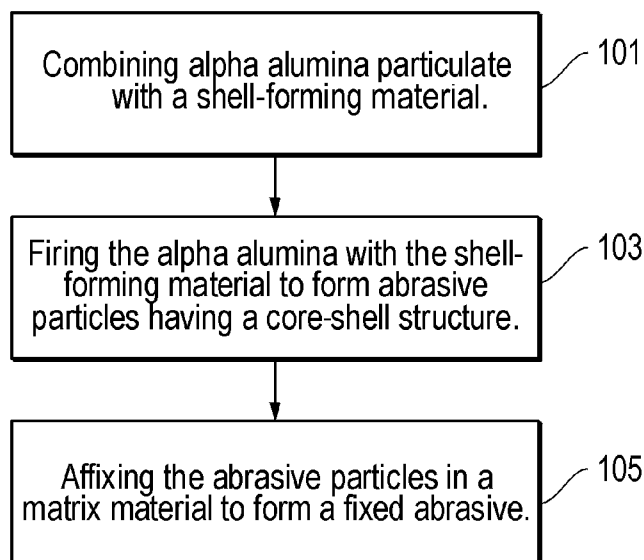 Combining alpha alumina particulate
with a shell-forming material.
101
Firing the alpha alumina with the shell-
forming material to form abrasive
particles having a core-shell structure.
103
Affixing the abrasive particles in a
matrix material to form a fixed abrasive.
105